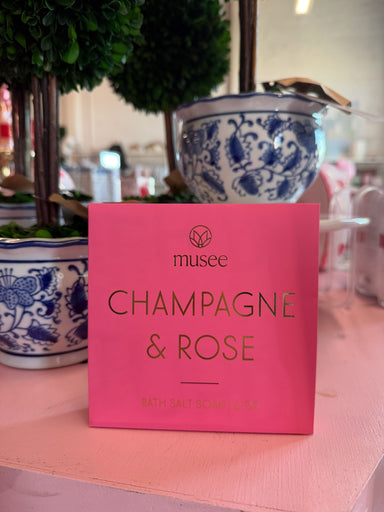 musee
CHAMPAGNE
& ROSE
BATH SALT SOAK